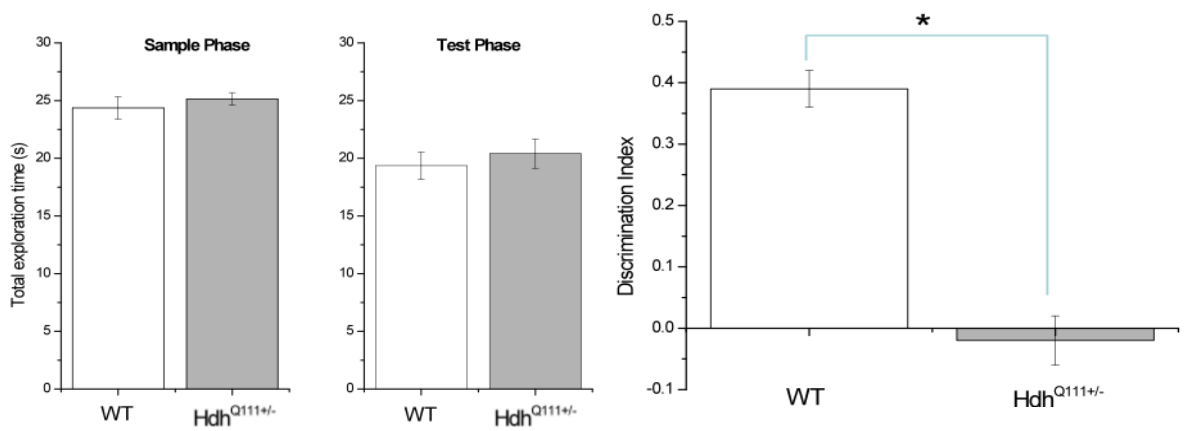 Sample Phase
Total exploration time (s)
30
25
20
15
10
5
0
WT
Hdh^Q111+/-
Test Phase
30
25
20
15
10
5
0
WT
Hdh^Q111+/-
*
Discrimination Index
0.5
0.4
0.3
0.2
0.1
0.0
-0.1
WT
Hdh^Q111+/-